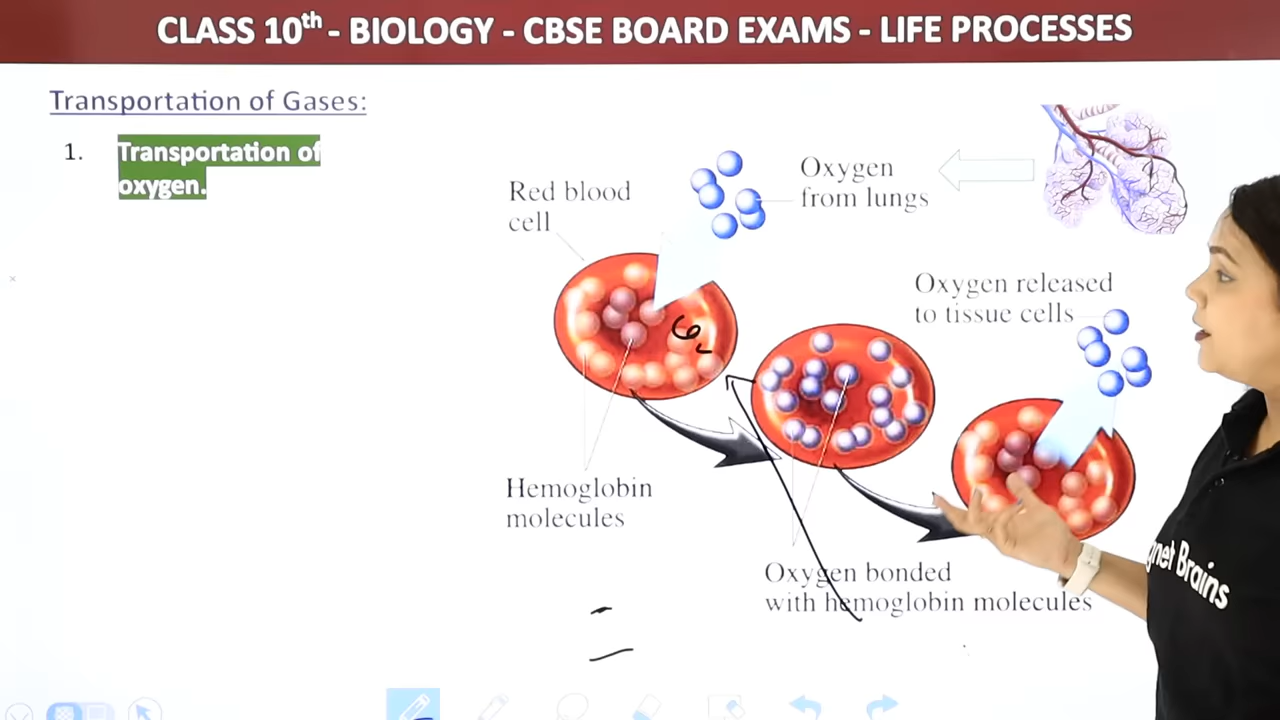 CLASS 10th - BIOLOGY - CBSE BOARD EXAMS - LIFE PROCESSES
Transportation of Gases:
1. Transportation of
oxygen.
Red blood
cell
Oxygen
from lungs
Oxygen released
to tissue cells
Hemoglobin
molecules
Oxygen bonded
with hemoglobin molecules
gnet Brains